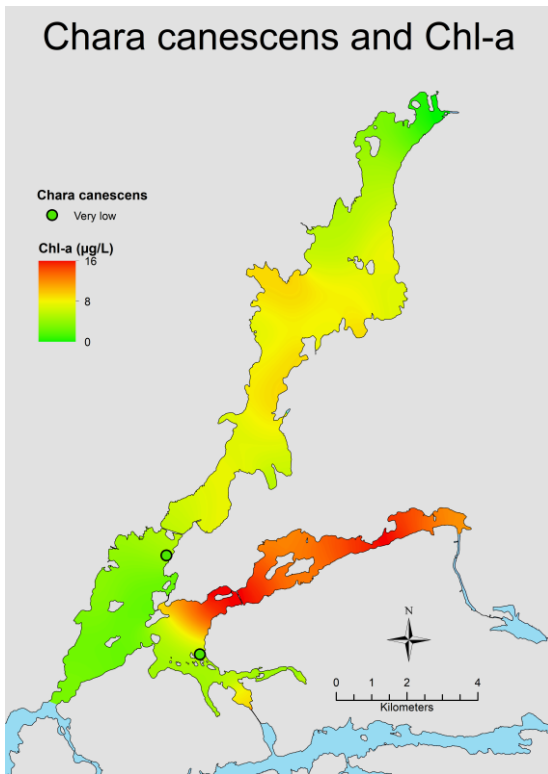 Chara canescens and Chl-a
Chara canescens
Very low
Chl-a (µg/L)
16
8
0
N
0 1 2 4
Kilometers